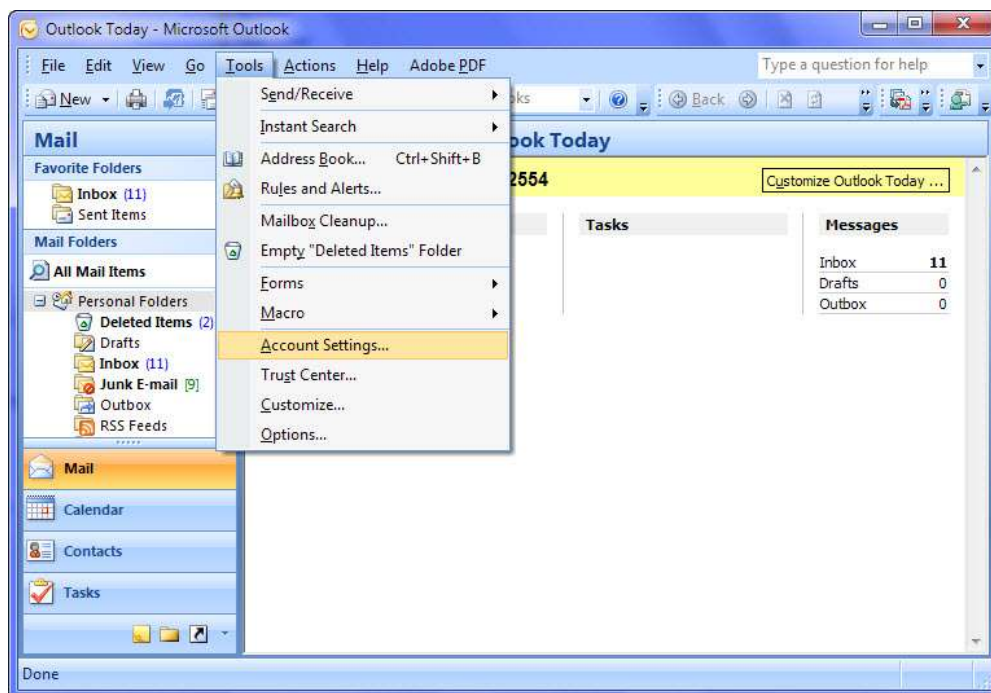 Outlook Today - Microsoft Outlook
File Edit View Go Tools Actions Help Adobe PDF
Type a question for help
New
Back
Send/Receive
Instant Search
Address Book... Ctrl+Shift+B
Rules and Alerts...
Mailbox Cleanup...
Empty "Deleted Items" Folder
Forms
Macro
Account Settings...
Trust Center...
Customize...
Options...
Mail
Favorite Folders
Inbox (11)
Sent Items
Mail Folders
All Mail Items
Personal Folders
Deleted Items (2)
Drafts
Inbox (11)
Junk E-mail [9]
Outbox
RSS Feeds
Mail
Calendar
Contacts
Tasks
Today
2554
Customize Outlook Today ...
Tasks
Messages
Inbox 11
Drafts 0
Outbox 0
Done